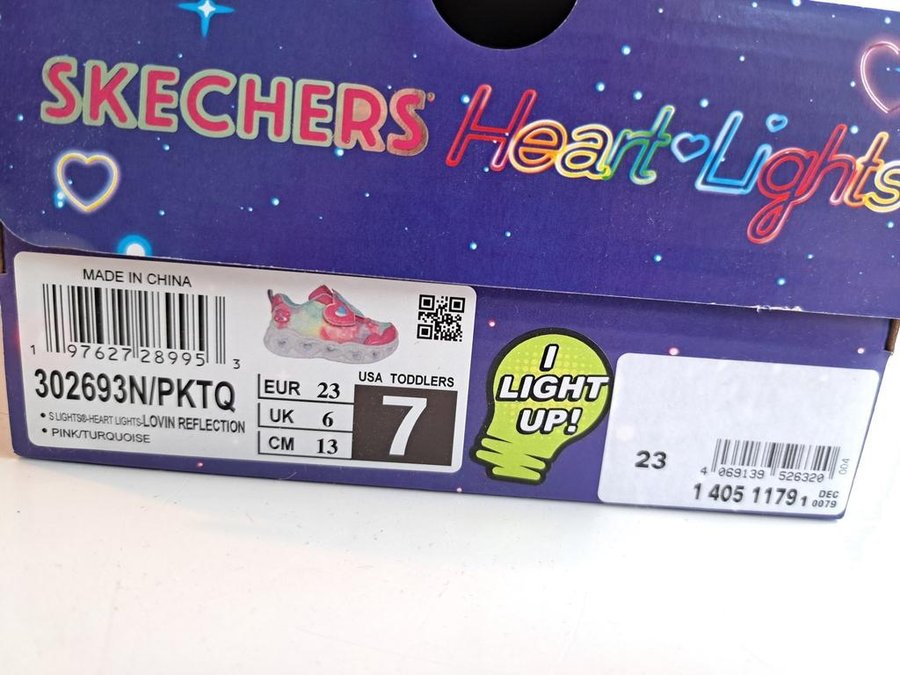 SKECHERS Heart Lights
MADE IN CHINA
1 97627 28995 3
302693N/PKTQ
• S LIGHTS®-HEART LIGHTS-LOVIN REFLECTION
• PINK/TURQUOISE
EUR 23
UK 6
CM 13
USA TODDLERS
7
I
LIGHT
UP!
23
4 069139 526320
004
1 405 1179 1 DEC
0079